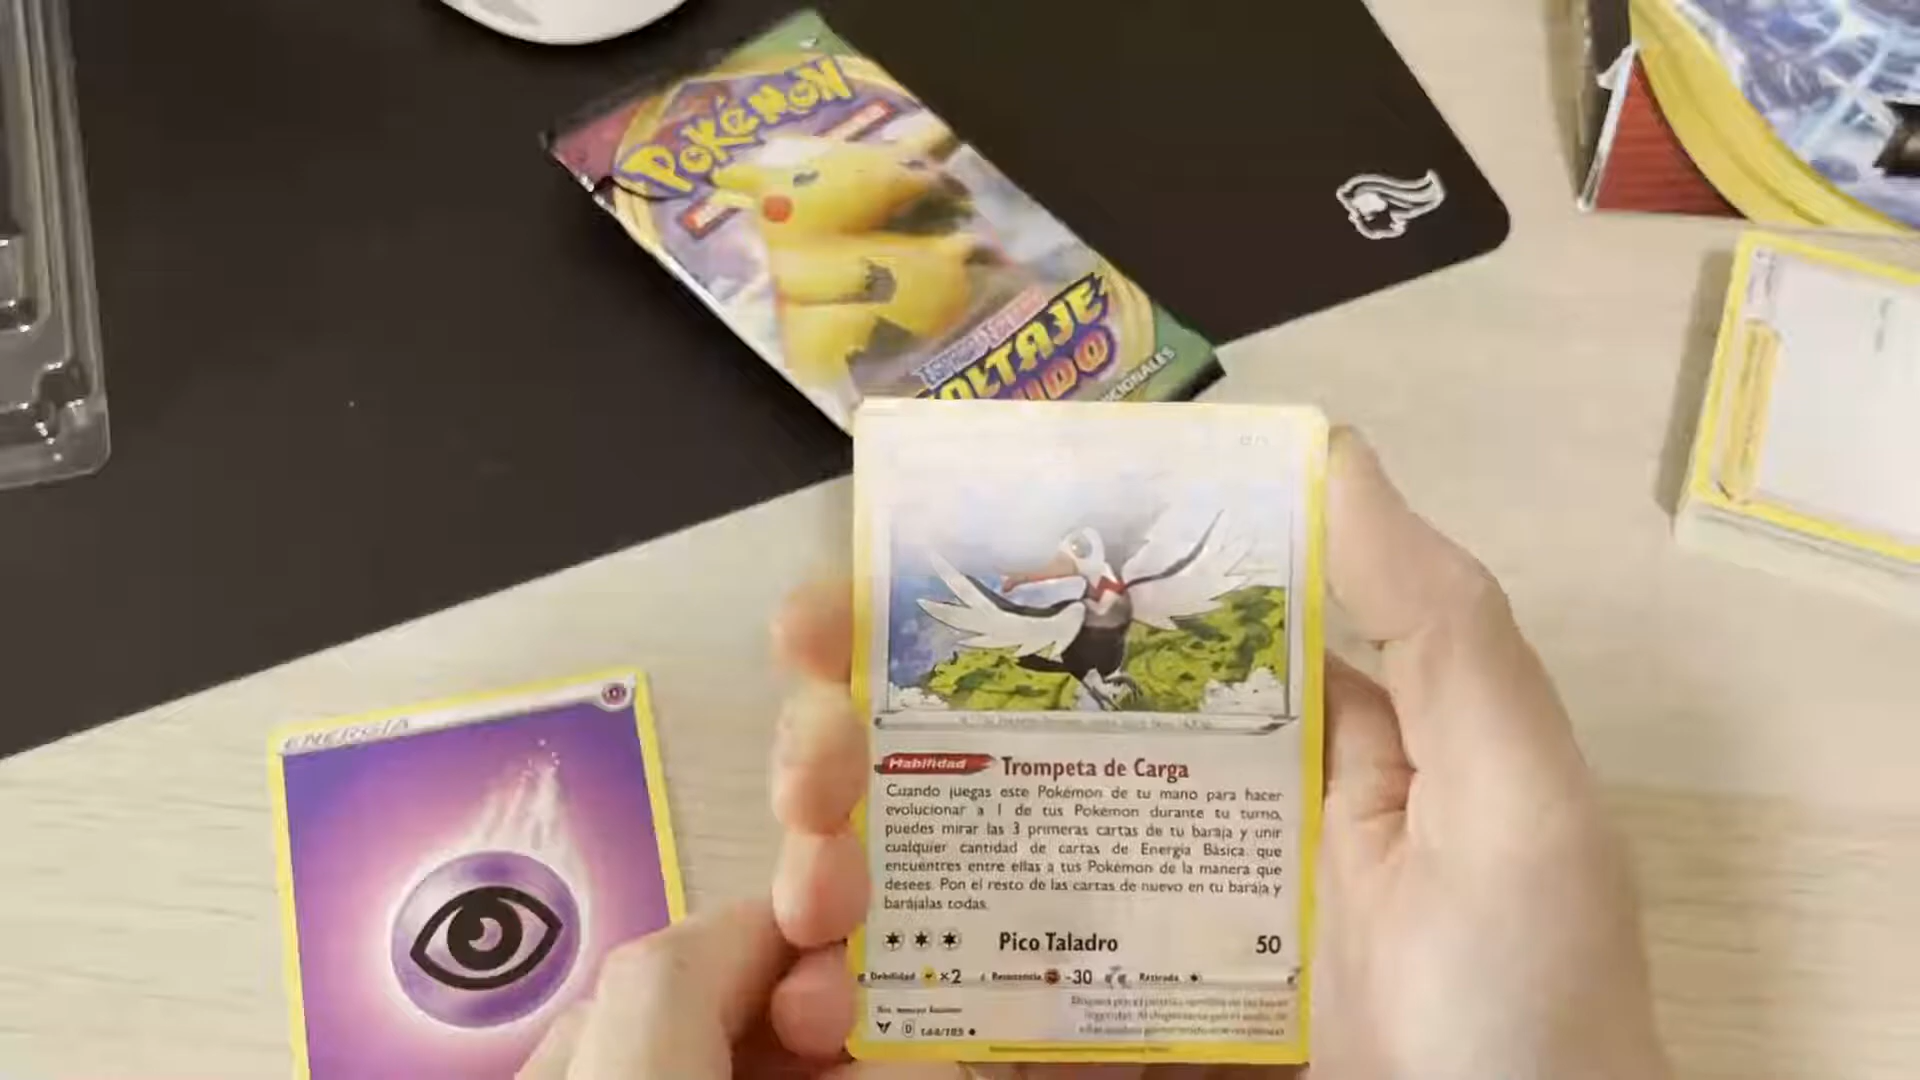 POKéMON
ENERGÍA
Habilidad Trompeta de Carga
Cuando juegas este Pokémon de tu mano para hacer
evolucionar a 1 de tus Pokémon durante tu turno,
puedes mirar las 3 primeras cartas de tu baraja y unir
cualquier cantidad de cartas de Energía Básica que
encuentres entre ellas a tus Pokémon de la manera que
desees. Pon el resto de las cartas de nuevo en tu baraja y
barájalas todas.
Pico Taladro 50
Debilidad ×2 Resistencia -30 Retirada
D 144/185